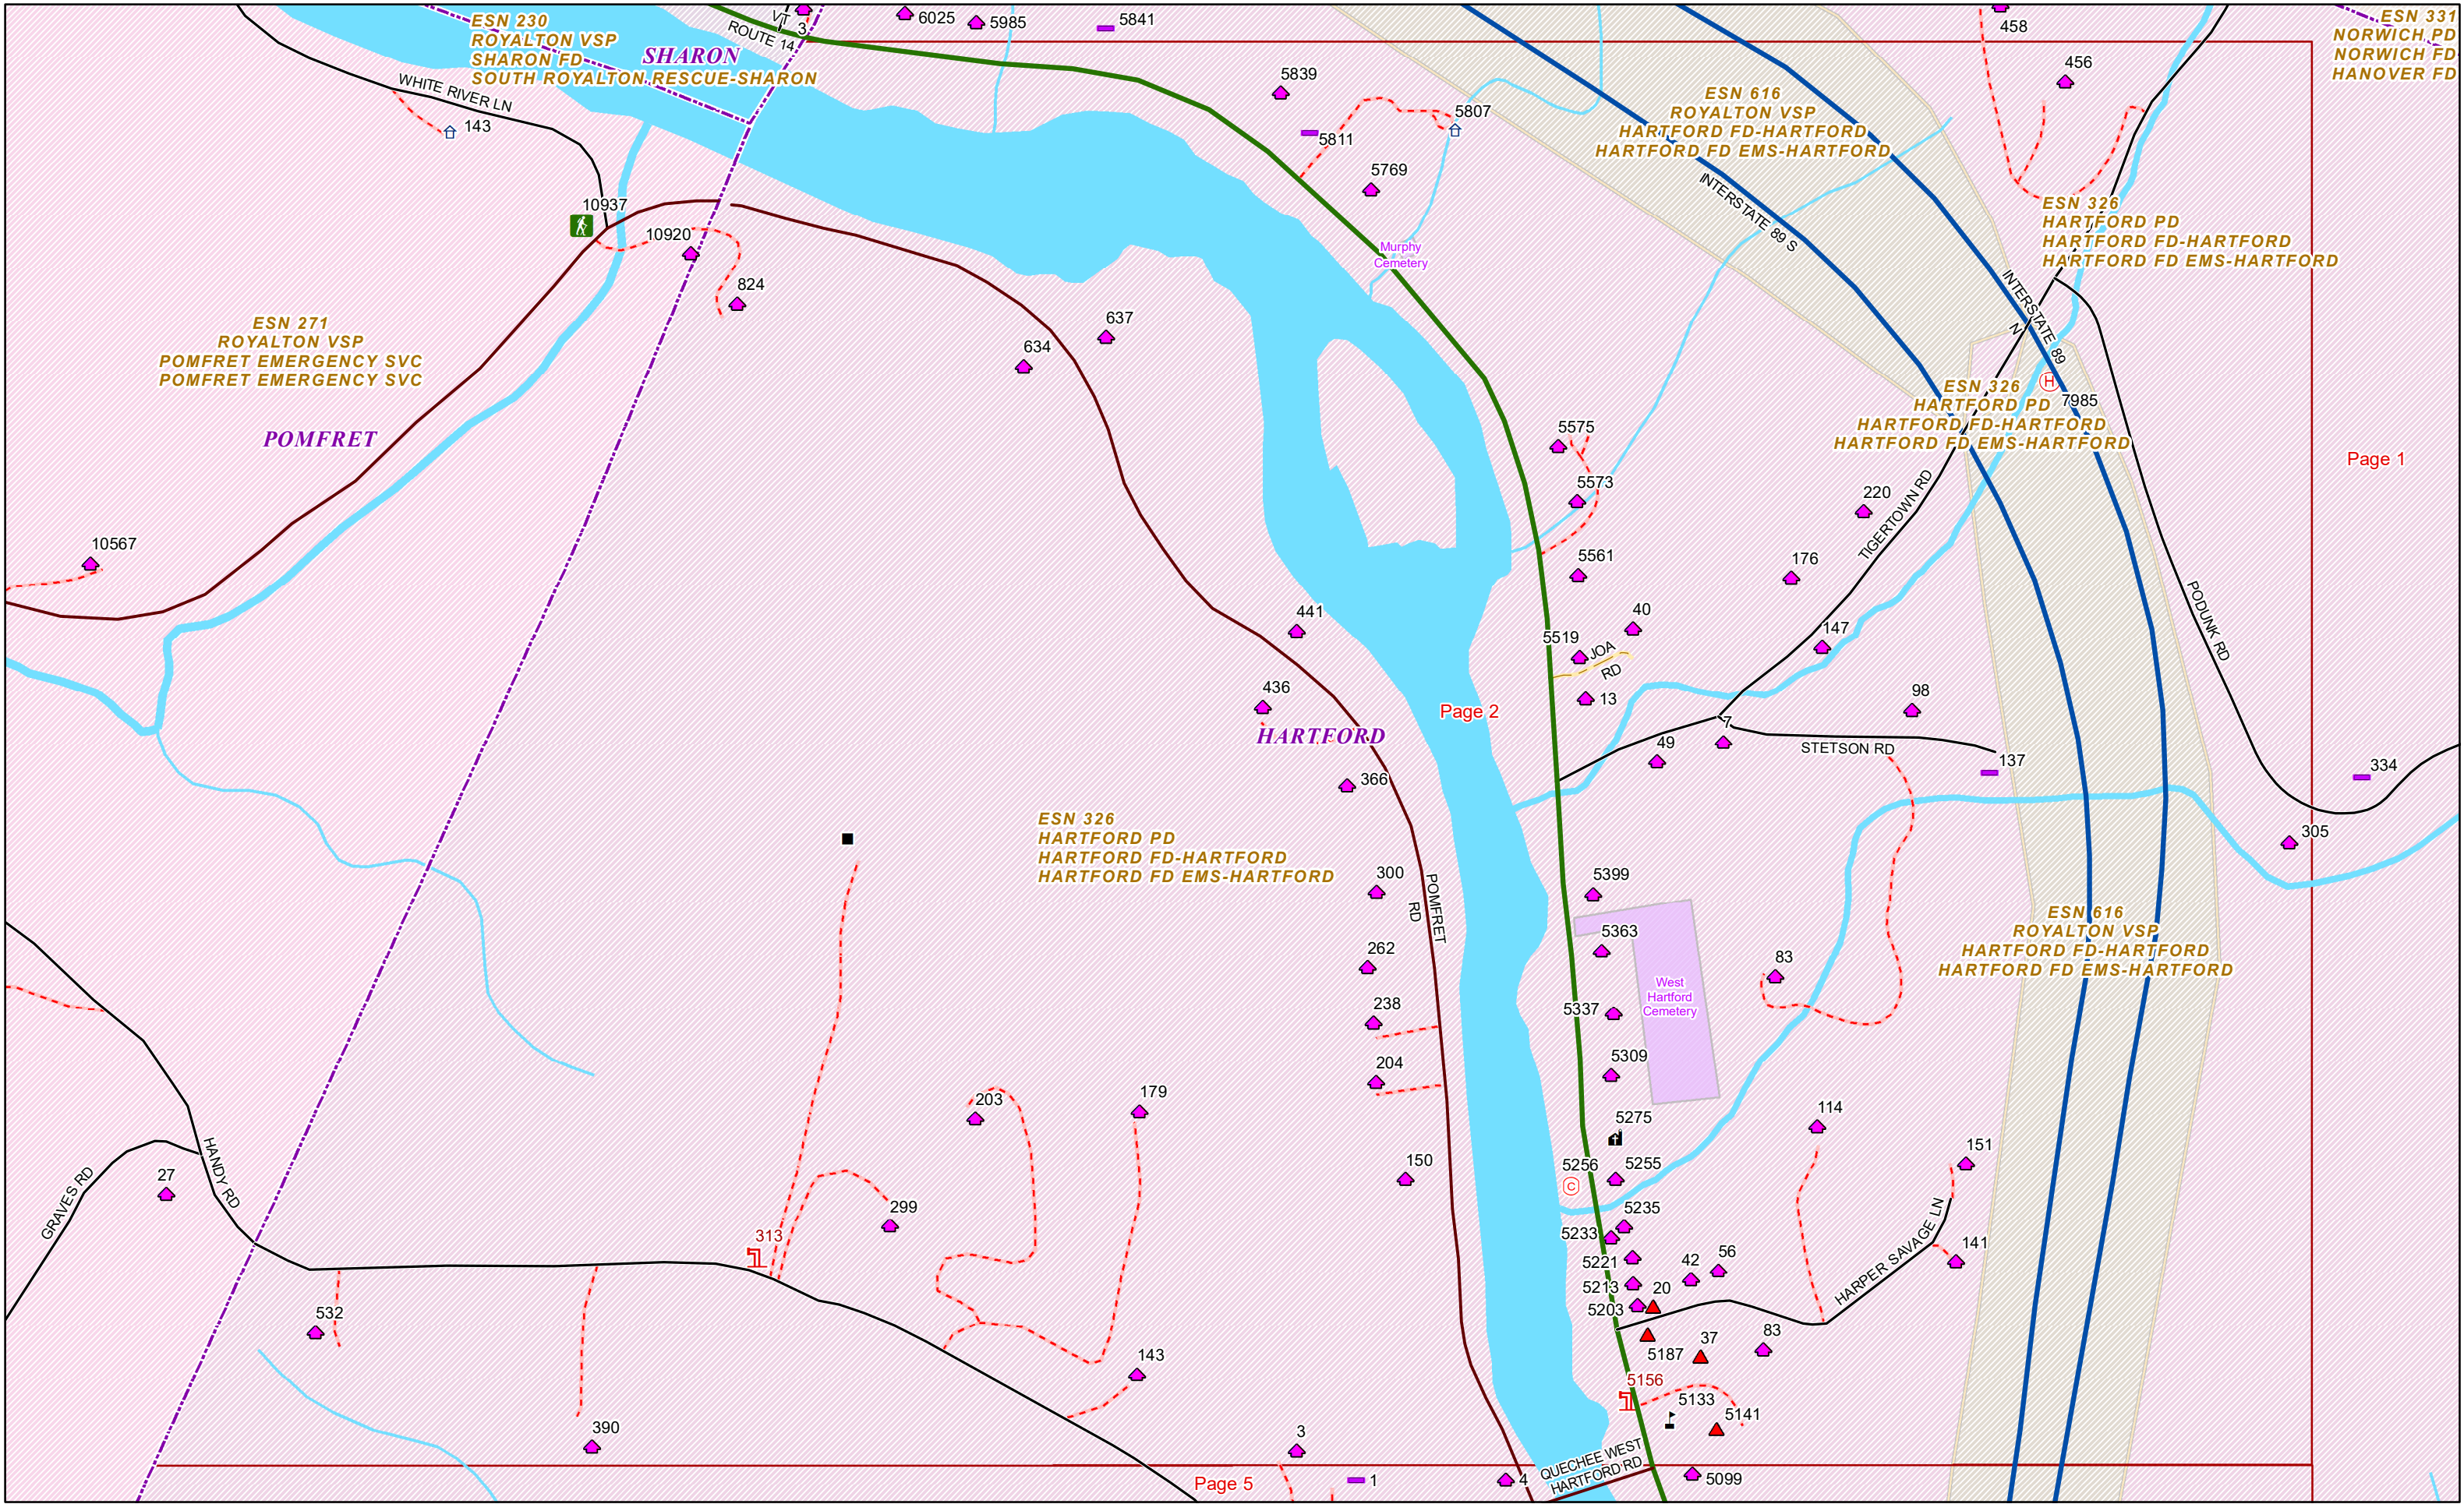 ESN 230
ROYALTON VSP
SHARON FD
SOUTH ROYALTON RESCUE-SHARON
SHARON
VT
ROUTE 14
3
6025
5985
5841
458
ESN 331
NORWICH PD
NORWICH FD
HANOVER FD
456
5839
5811
5807
5769
ESN 616
ROYALTON VSP
HARTFORD FD-HARTFORD
HARTFORD FD EMS-HARTFORD
WHITE RIVER LN
143
INTERSTATE 89 S
10937
10920
824
Murphy
Cemetery
ESN 326
HARTFORD PD
HARTFORD FD-HARTFORD
HARTFORD FD EMS-HARTFORD
INTERSTATE 89
N
637
634
ESN 271
ROYALTON VSP
POMFRET EMERGENCY SVC
POMFRET EMERGENCY SVC
POMFRET
H
7985
ESN 326
HARTFORD PD
HARTFORD FD-HARTFORD
HARTFORD FD EMS-HARTFORD
Page 1
5575
5573
220
TIGERTOWN RD
10567
5561
176
441
40
5519
JOA
RD
147
PODUNK RD
436
13
98
Page 2
HARTFORD
7
49
STETSON RD
137
334
366
305
ESN 326
HARTFORD PD
HARTFORD FD-HARTFORD
HARTFORD FD EMS-HARTFORD
300
POMFRET
RD
5399
ESN 616
ROYALTON VSP
HARTFORD FD-HARTFORD
HARTFORD FD EMS-HARTFORD
262
5363
83
West
Hartford
Cemetery
238
5337
204
5309
203
179
5275
114
151
GRAVES RD
27
HANDY RD
150
5256
C
5255
299
5235
5233
313
5221
42
56
HARPER SAVAGE LN
141
5213
20
532
5203
5187
37
83
143
5156
5133
5141
390
3
QUECHEE WEST
HARTFORD RD
Page 5
1
4
5099